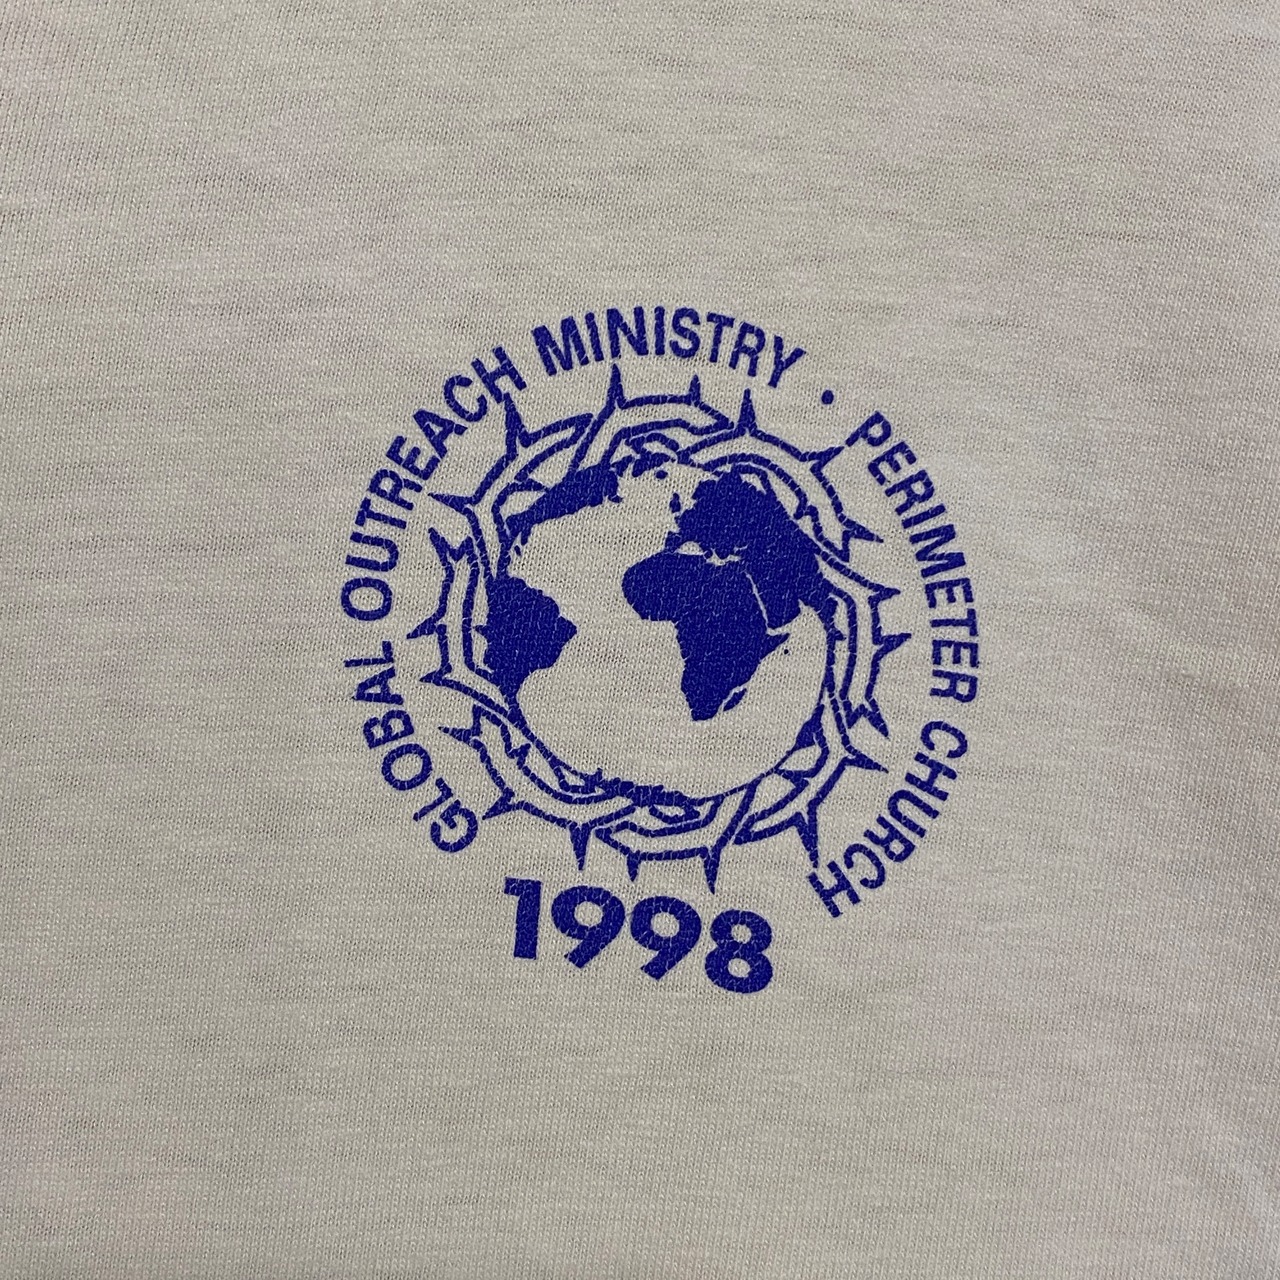 GLOBAL OUTREACH MINISTRY · PERIMETER CHURCH
1998